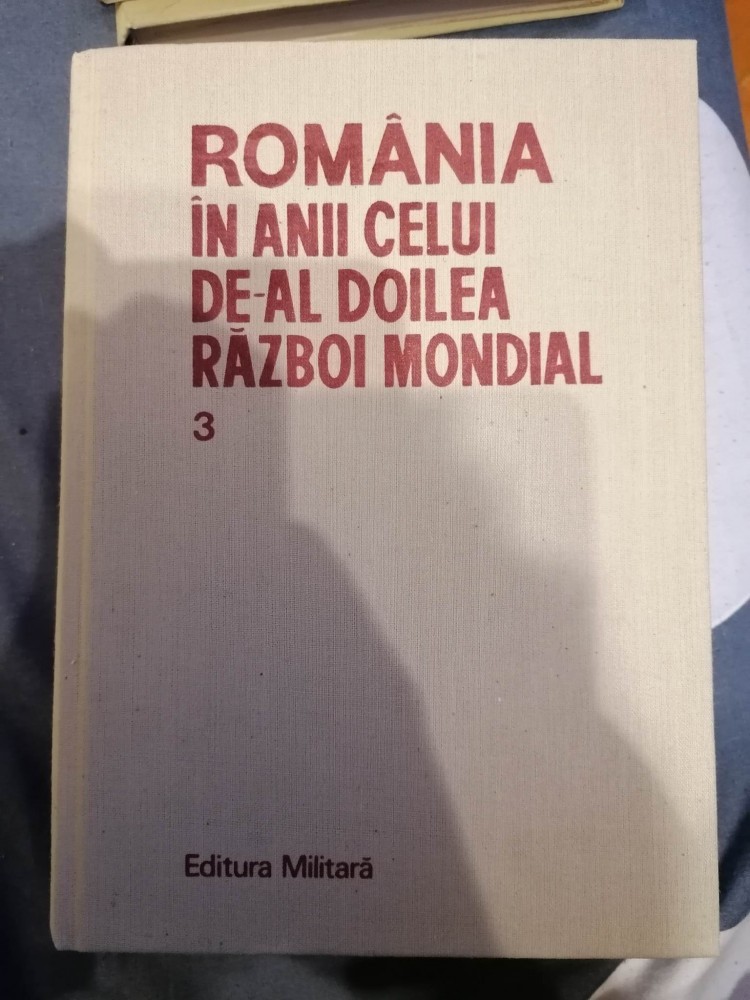 ROMÂNIA
ÎN ANII CELUI
DE-AL DOILEA
RĂZBOI MONDIAL
3
Editura Militară